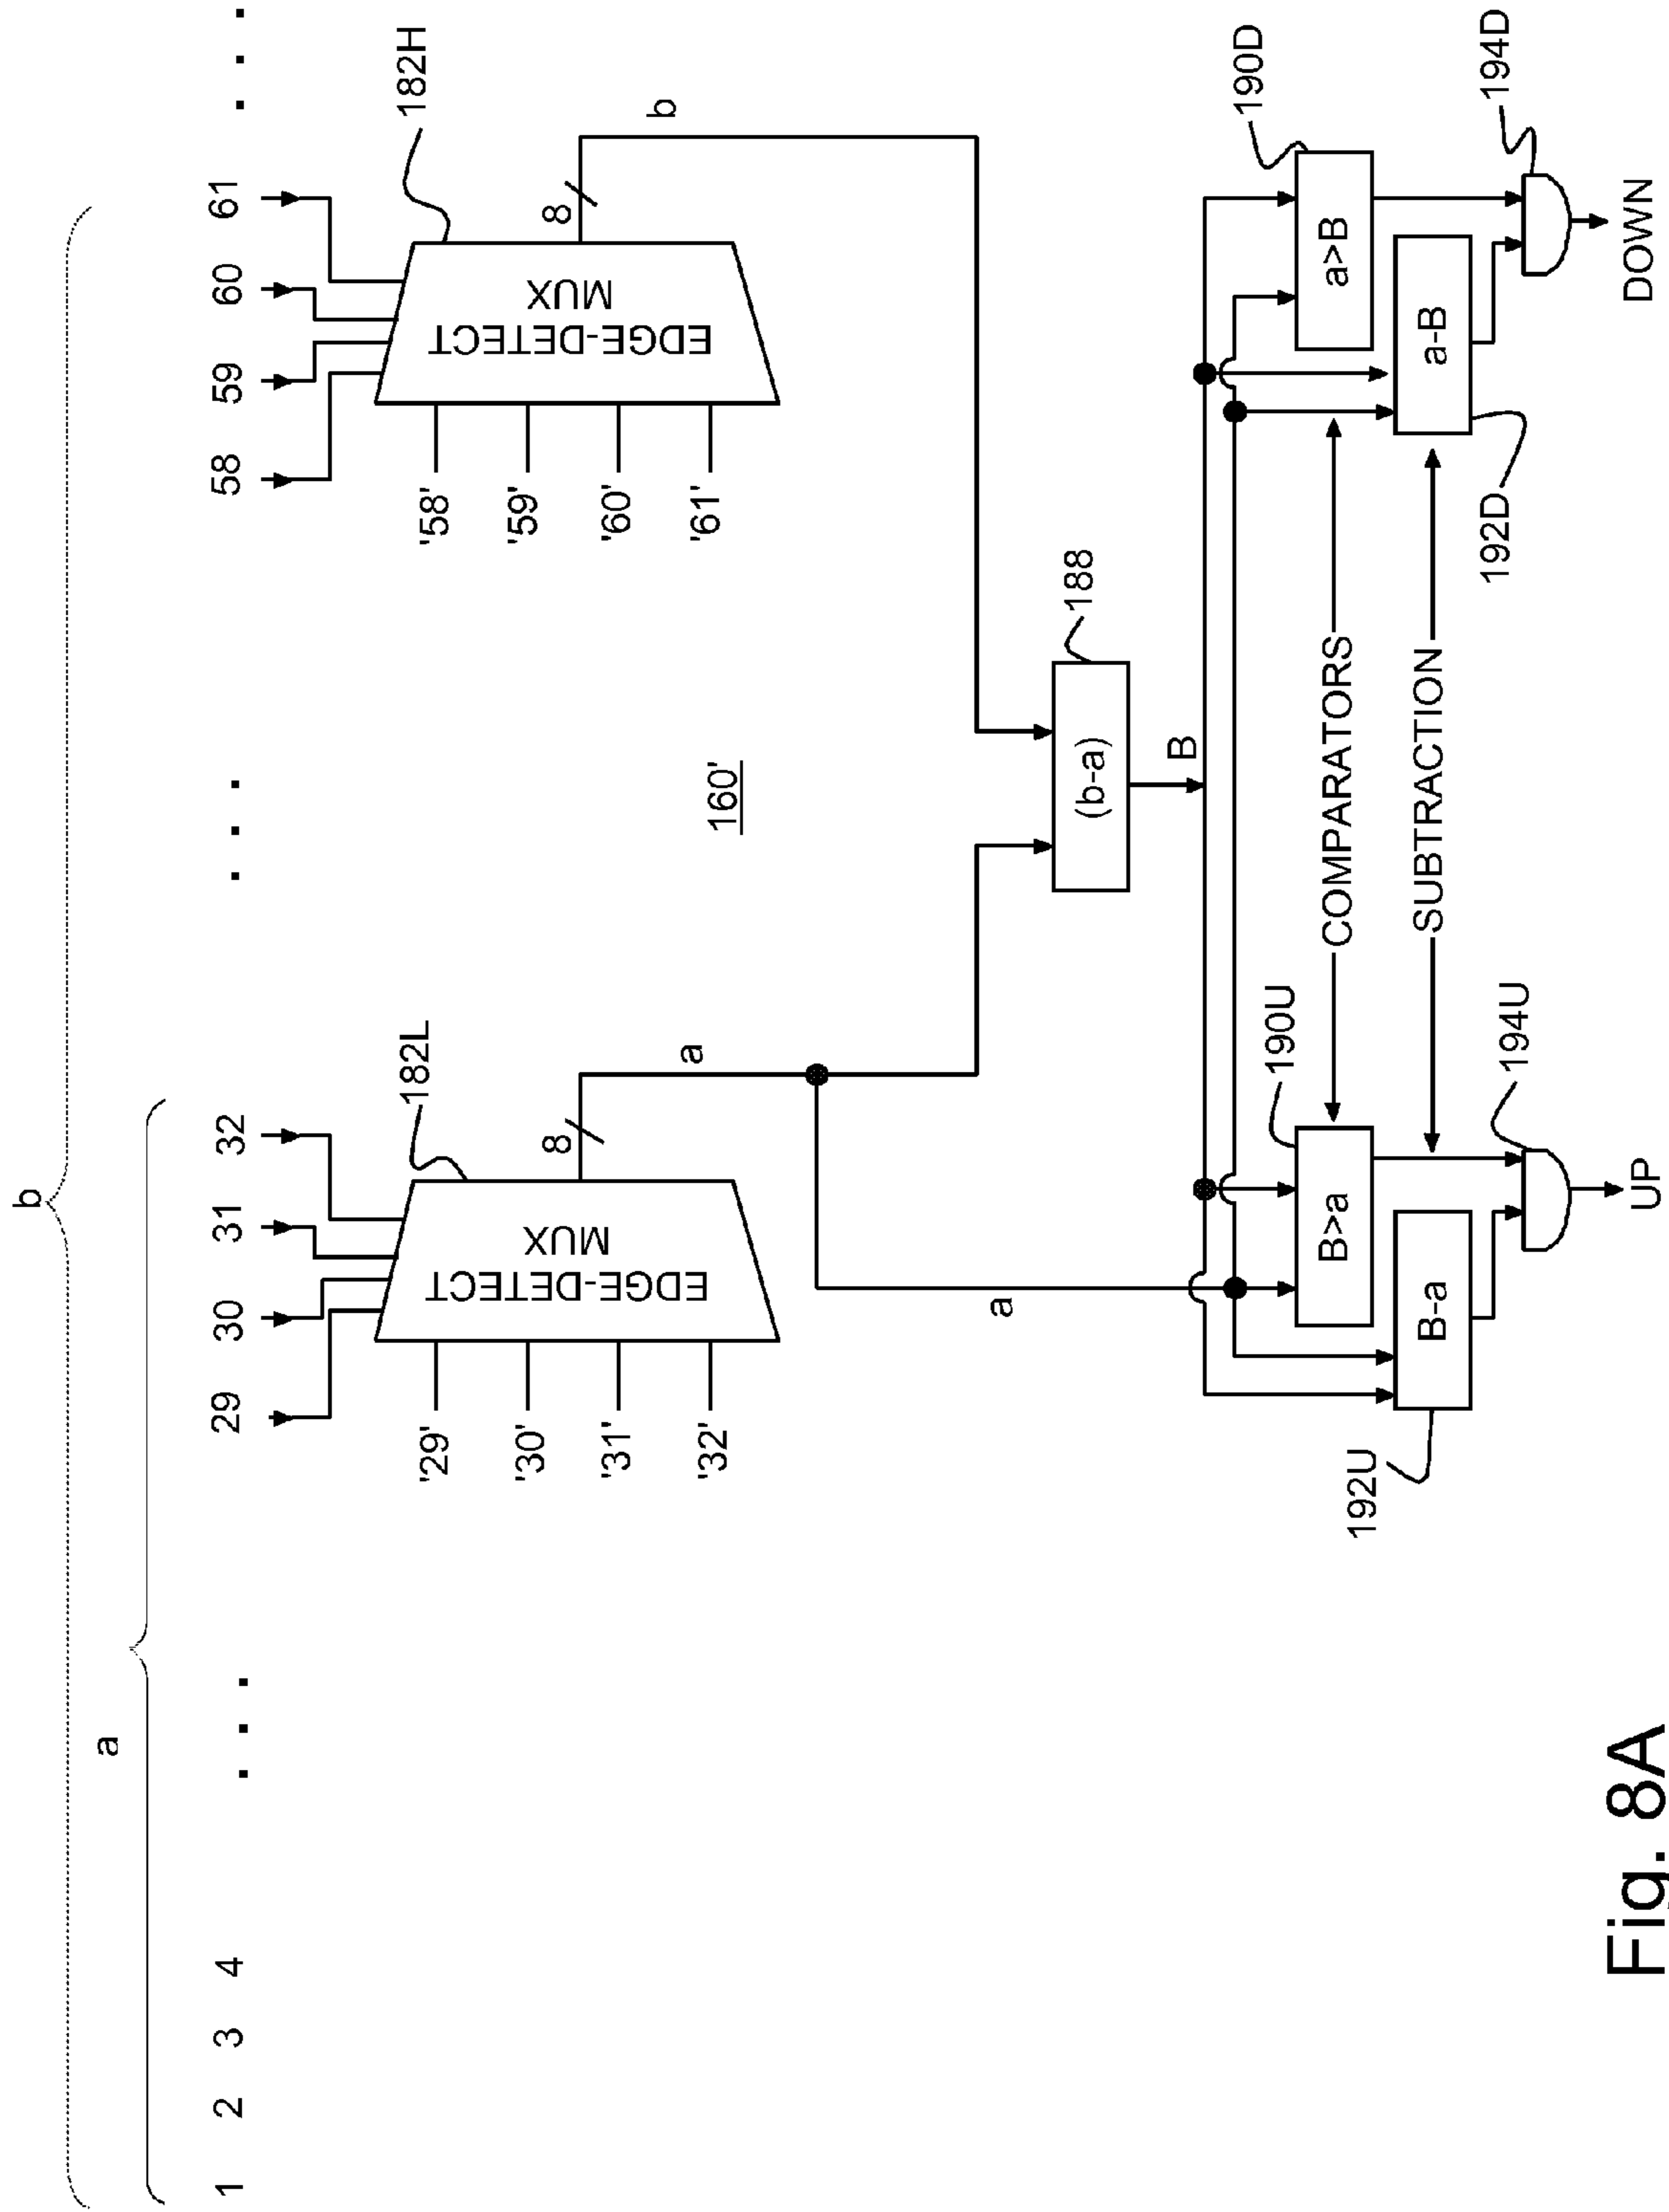 b
a
1 2 3 4 . . . 29 30 31 32 . . . 58 59 60 61 . . .
182L
182H
EDGE-DETECT
MUX
EDGE-DETECT
MUX
'29'
'30'
'31'
'32'
'58'
'59'
'60'
'61'
8
a
8
b
160'
188
(b-a)
B
a
190U
B>a
192U
B-a
194U
UP
COMPARATORS
SUBTRACTION
190D
a>B
192D
a-B
194D
DOWN
Fig. 8A